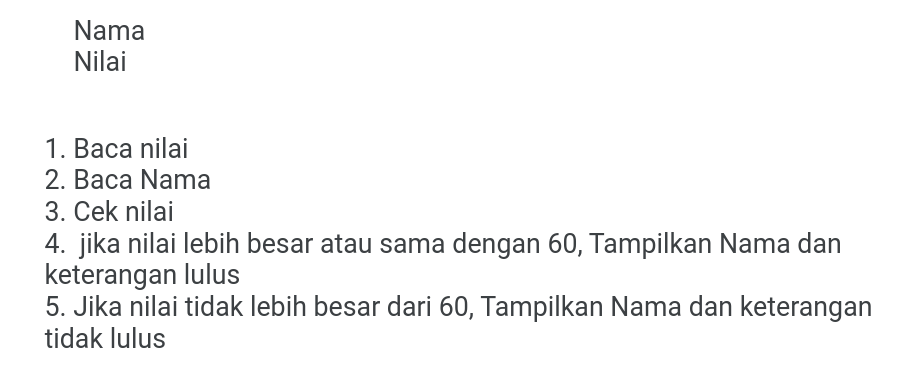 Nama
Nilai
1. Baca nilai
2. Baca Nama
3. Cek nilai
4.  jika nilai lebih besar atau sama dengan 60, Tampilkan Nama dan
keterangan lulus
5. Jika nilai tidak lebih besar dari 60, Tampilkan Nama dan keterangan
tidak lulus